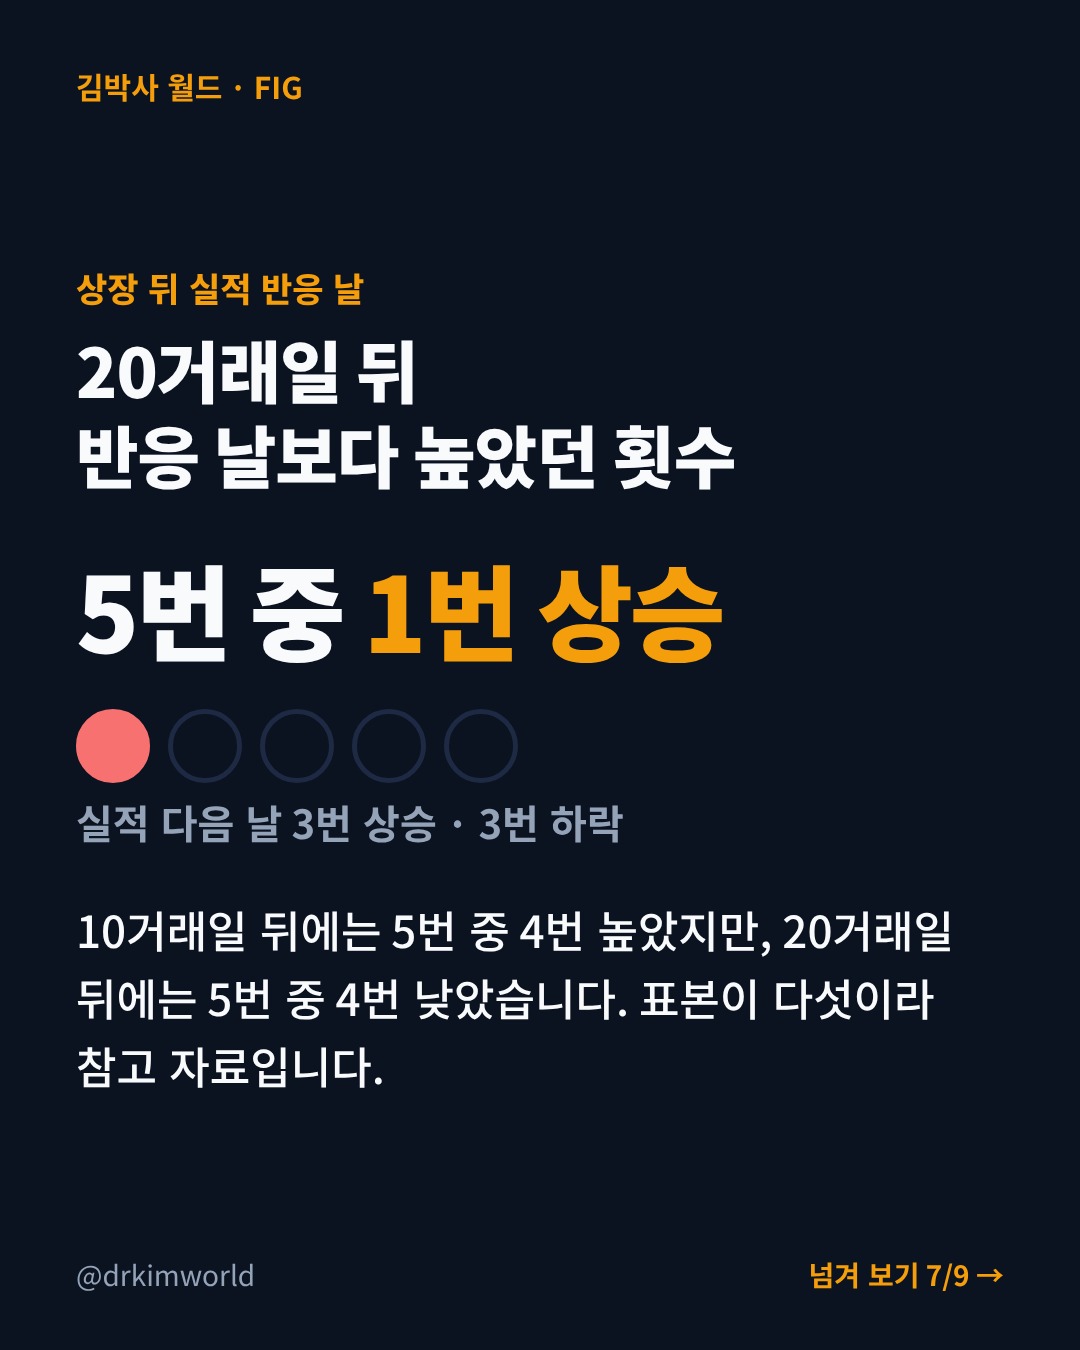 김박사 월드 · FIG
상장 뒤 실적 반응 날
20거래일 뒤
반응 날보다 높았던 횟수
5번 중 1번 상승
실적 다음 날 3번 상승 · 3번 하락
10거래일 뒤에는 5번 중 4번 높았지만, 20거래일
뒤에는 5번 중 4번 낮았습니다. 표본이 다섯이라
참고 자료입니다.
@drkimworld
넘겨 보기 7/9 →